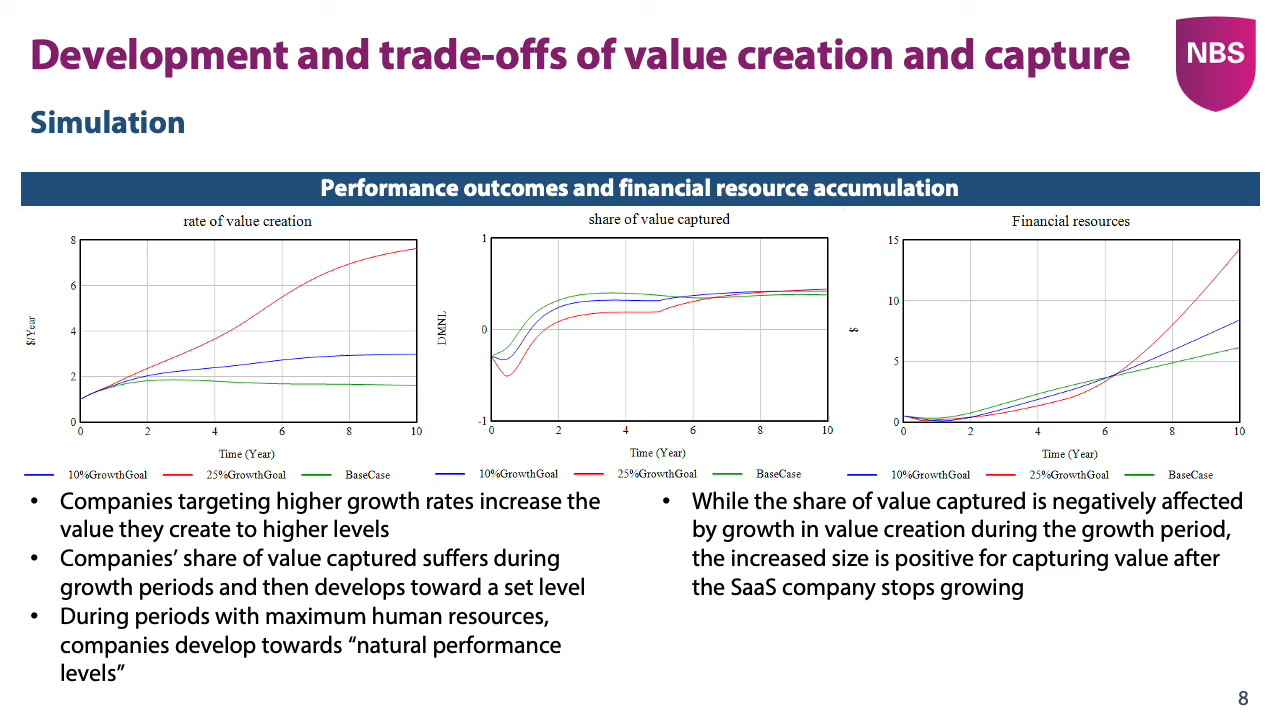 Development and trade-offs of value creation and capture
NBS
Simulation
Performance outcomes and financial resource accumulation
rate of value creation
8
6
4
2
0
$/Year
0 2 4 6 8 10
Time (Year)
10%GrowthGoal 25%GrowthGoal BaseCase
share of value captured
1
0
-1
DMNL
0 2 4 6 8 10
Time (Year)
10%GrowthGoal 25%GrowthGoal BaseCase
Financial resources
15
10
5
0
$
0 2 4 6 8 10
Time (Year)
10%GrowthGoal 25%GrowthGoal BaseCase
• Companies targeting higher growth rates increase the
value they create to higher levels
• Companies’ share of value captured suffers during
growth periods and then develops toward a set level
• During periods with maximum human resources,
companies develop towards “natural performance
levels”
• While the share of value captured is negatively affected
by growth in value creation during the growth period,
the increased size is positive for capturing value after
the SaaS company stops growing
8